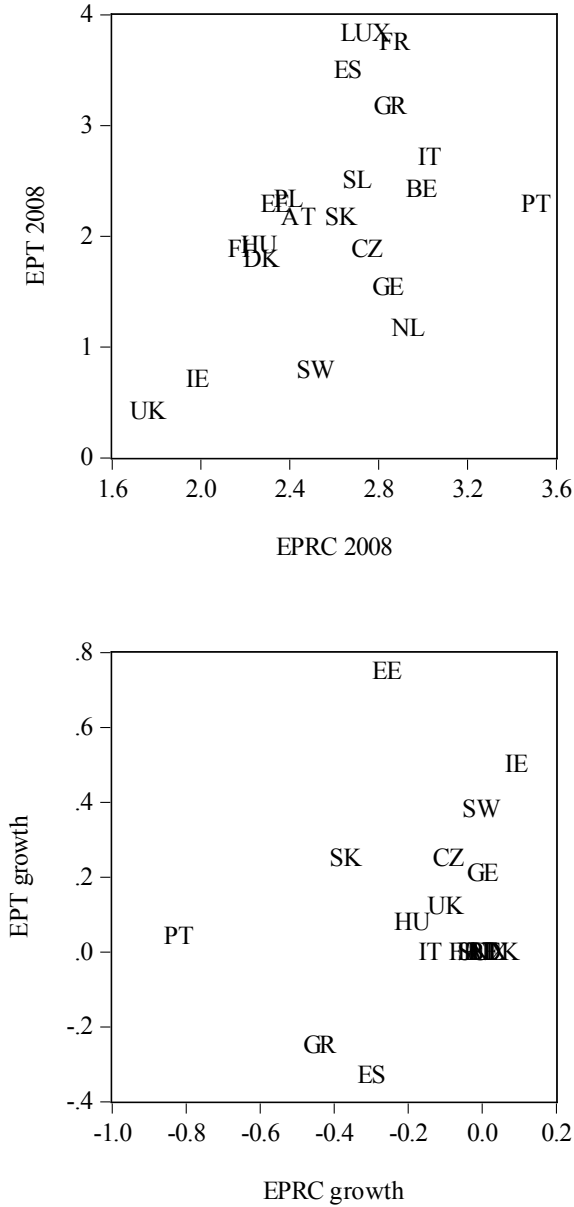 4
LUX
FR
ES
GR
3
IT
SL
BE
PL
EE
PT
AT
SK
EPT 2008
2
HU
CZ
DK
GE
NL
1
SW
IE
UK
0
1.6 2.0 2.4 2.8 3.2 3.6
EPRC 2008
.8
EE
.6
IE
.4
SW
SK
CZ
GE
.2
UK
HU
EPT growth
PT
.0
IT
-.2
GR
ES
-.4
-1.0 -0.8 -0.6 -0.4 -0.2 0.0 0.2
EPRC growth